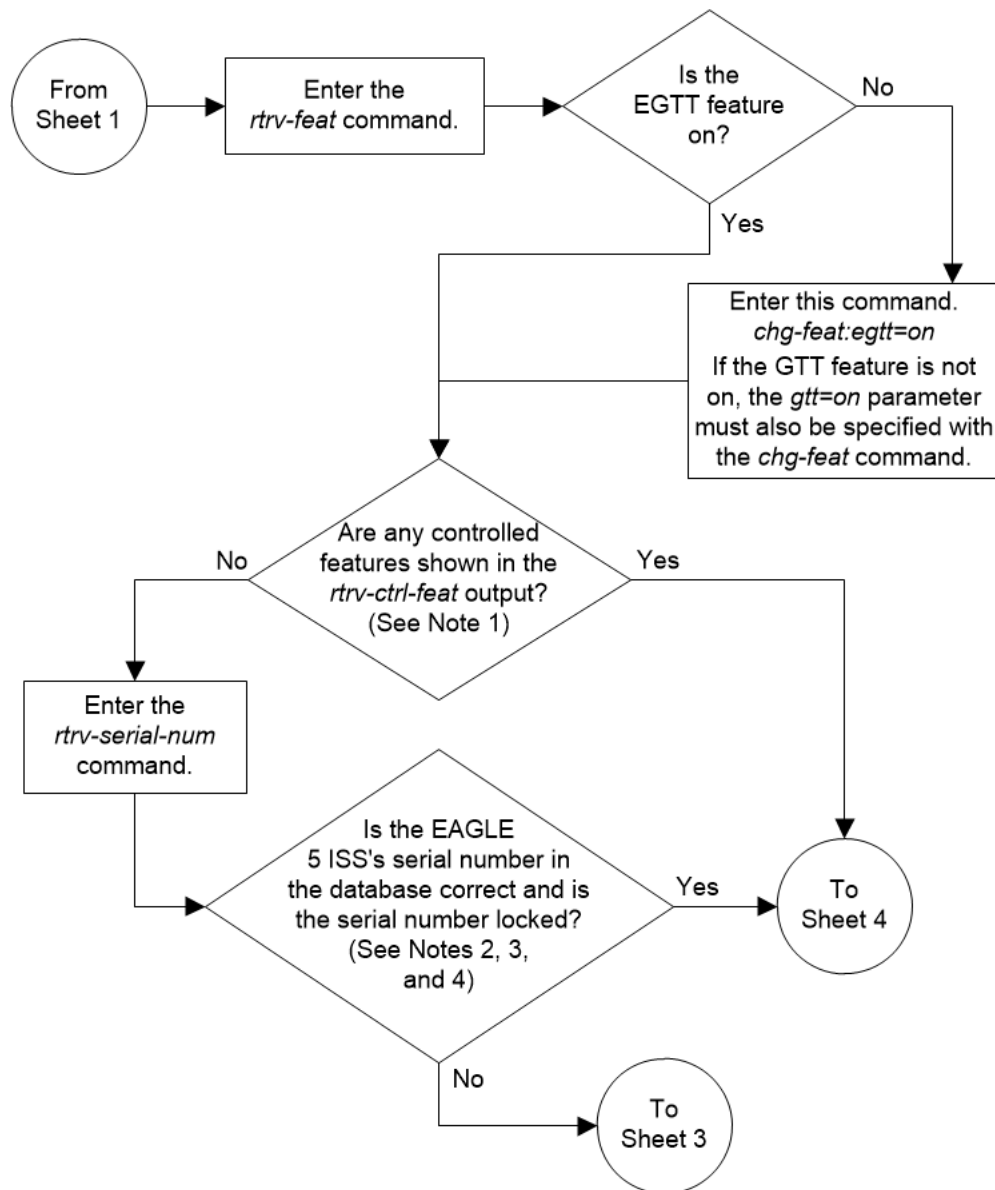 From
Sheet 1
Enter the
rtrv-feat command.
Is the
EGTT feature
on?
No
Yes
Enter this command.
chg-feat:egtt=on
If the GTT feature is not
on, the gtt=on parameter
must also be specified with
the chg-feat command.
Are any controlled
features shown in the
rtrv-ctrl-feat output?
(See Note 1)
No
Yes
Enter the
rtrv-serial-num
command.
Is the EAGLE
5 ISS's serial number in
the database correct and is
the serial number locked?
(See Notes 2, 3,
and 4)
Yes
To
Sheet 4
No
To
Sheet 3